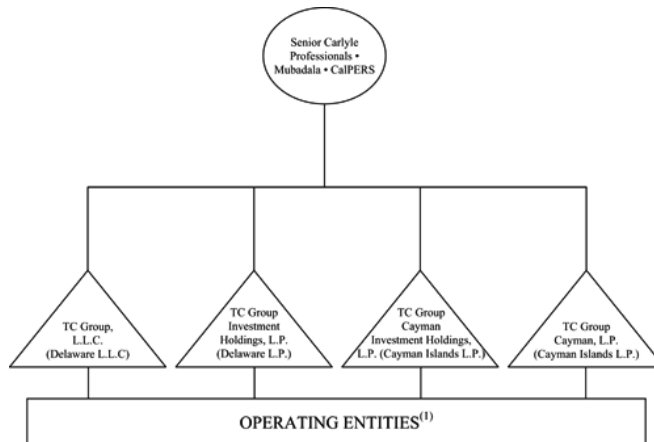 Senior Carlyle
Professionals •
Mubadala • CalPERS
TC Group,
L.L.C.
(Delaware L.L.C)
TC Group
Investment
Holdings, L.P.
(Delaware L.P.)
TC Group
Cayman
Investment Holdings,
L.P. (Cayman Islands L.P.)
TC Group
Cayman, L.P.
(Cayman Islands L.P.)
OPERATING ENTITIES(1)